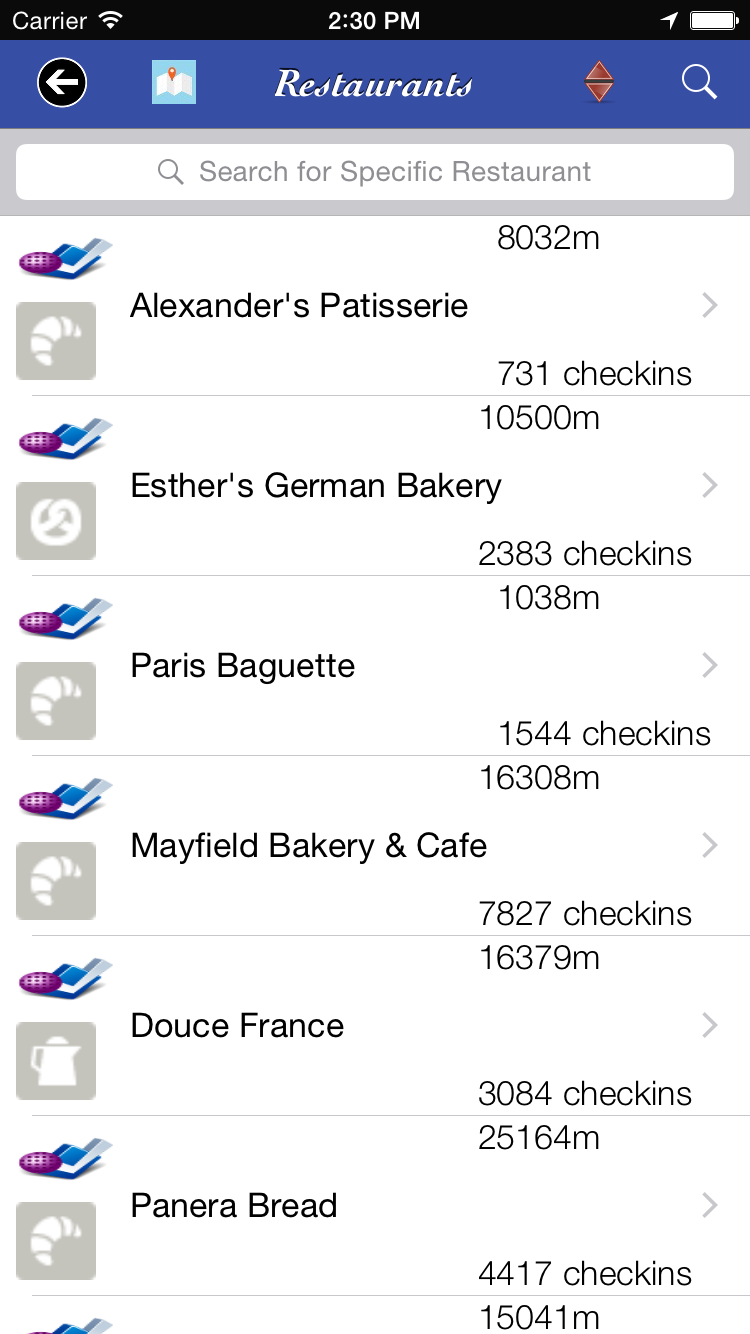 Carrier 2:30 PM
Restaurants
Search for Specific Restaurant
8032m
Alexander's Patisserie
731 checkins
10500m
Esther's German Bakery
2383 checkins
1038m
Paris Baguette
1544 checkins
16308m
Mayfield Bakery & Cafe
7827 checkins
16379m
Douce France
3084 checkins
25164m
Panera Bread
4417 checkins
15041m